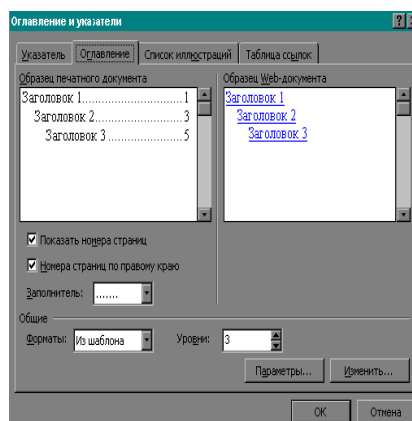 Оглавление и указатели
Указатель Оглавление Список иллюстраций Таблица ссылок
Образец печатного документа Образец Web-документа
Заголовок 1....................1 Заголовок 1
Заголовок 2..................3 Заголовок 2
Заголовок 3................5 Заголовок 3
Показать номера страниц
Номера страниц по правому краю
Заполнитель: .......
Общие
Форматы: Из шаблона Уровни: 3
Параметры... Изменить...
ОК Отмена